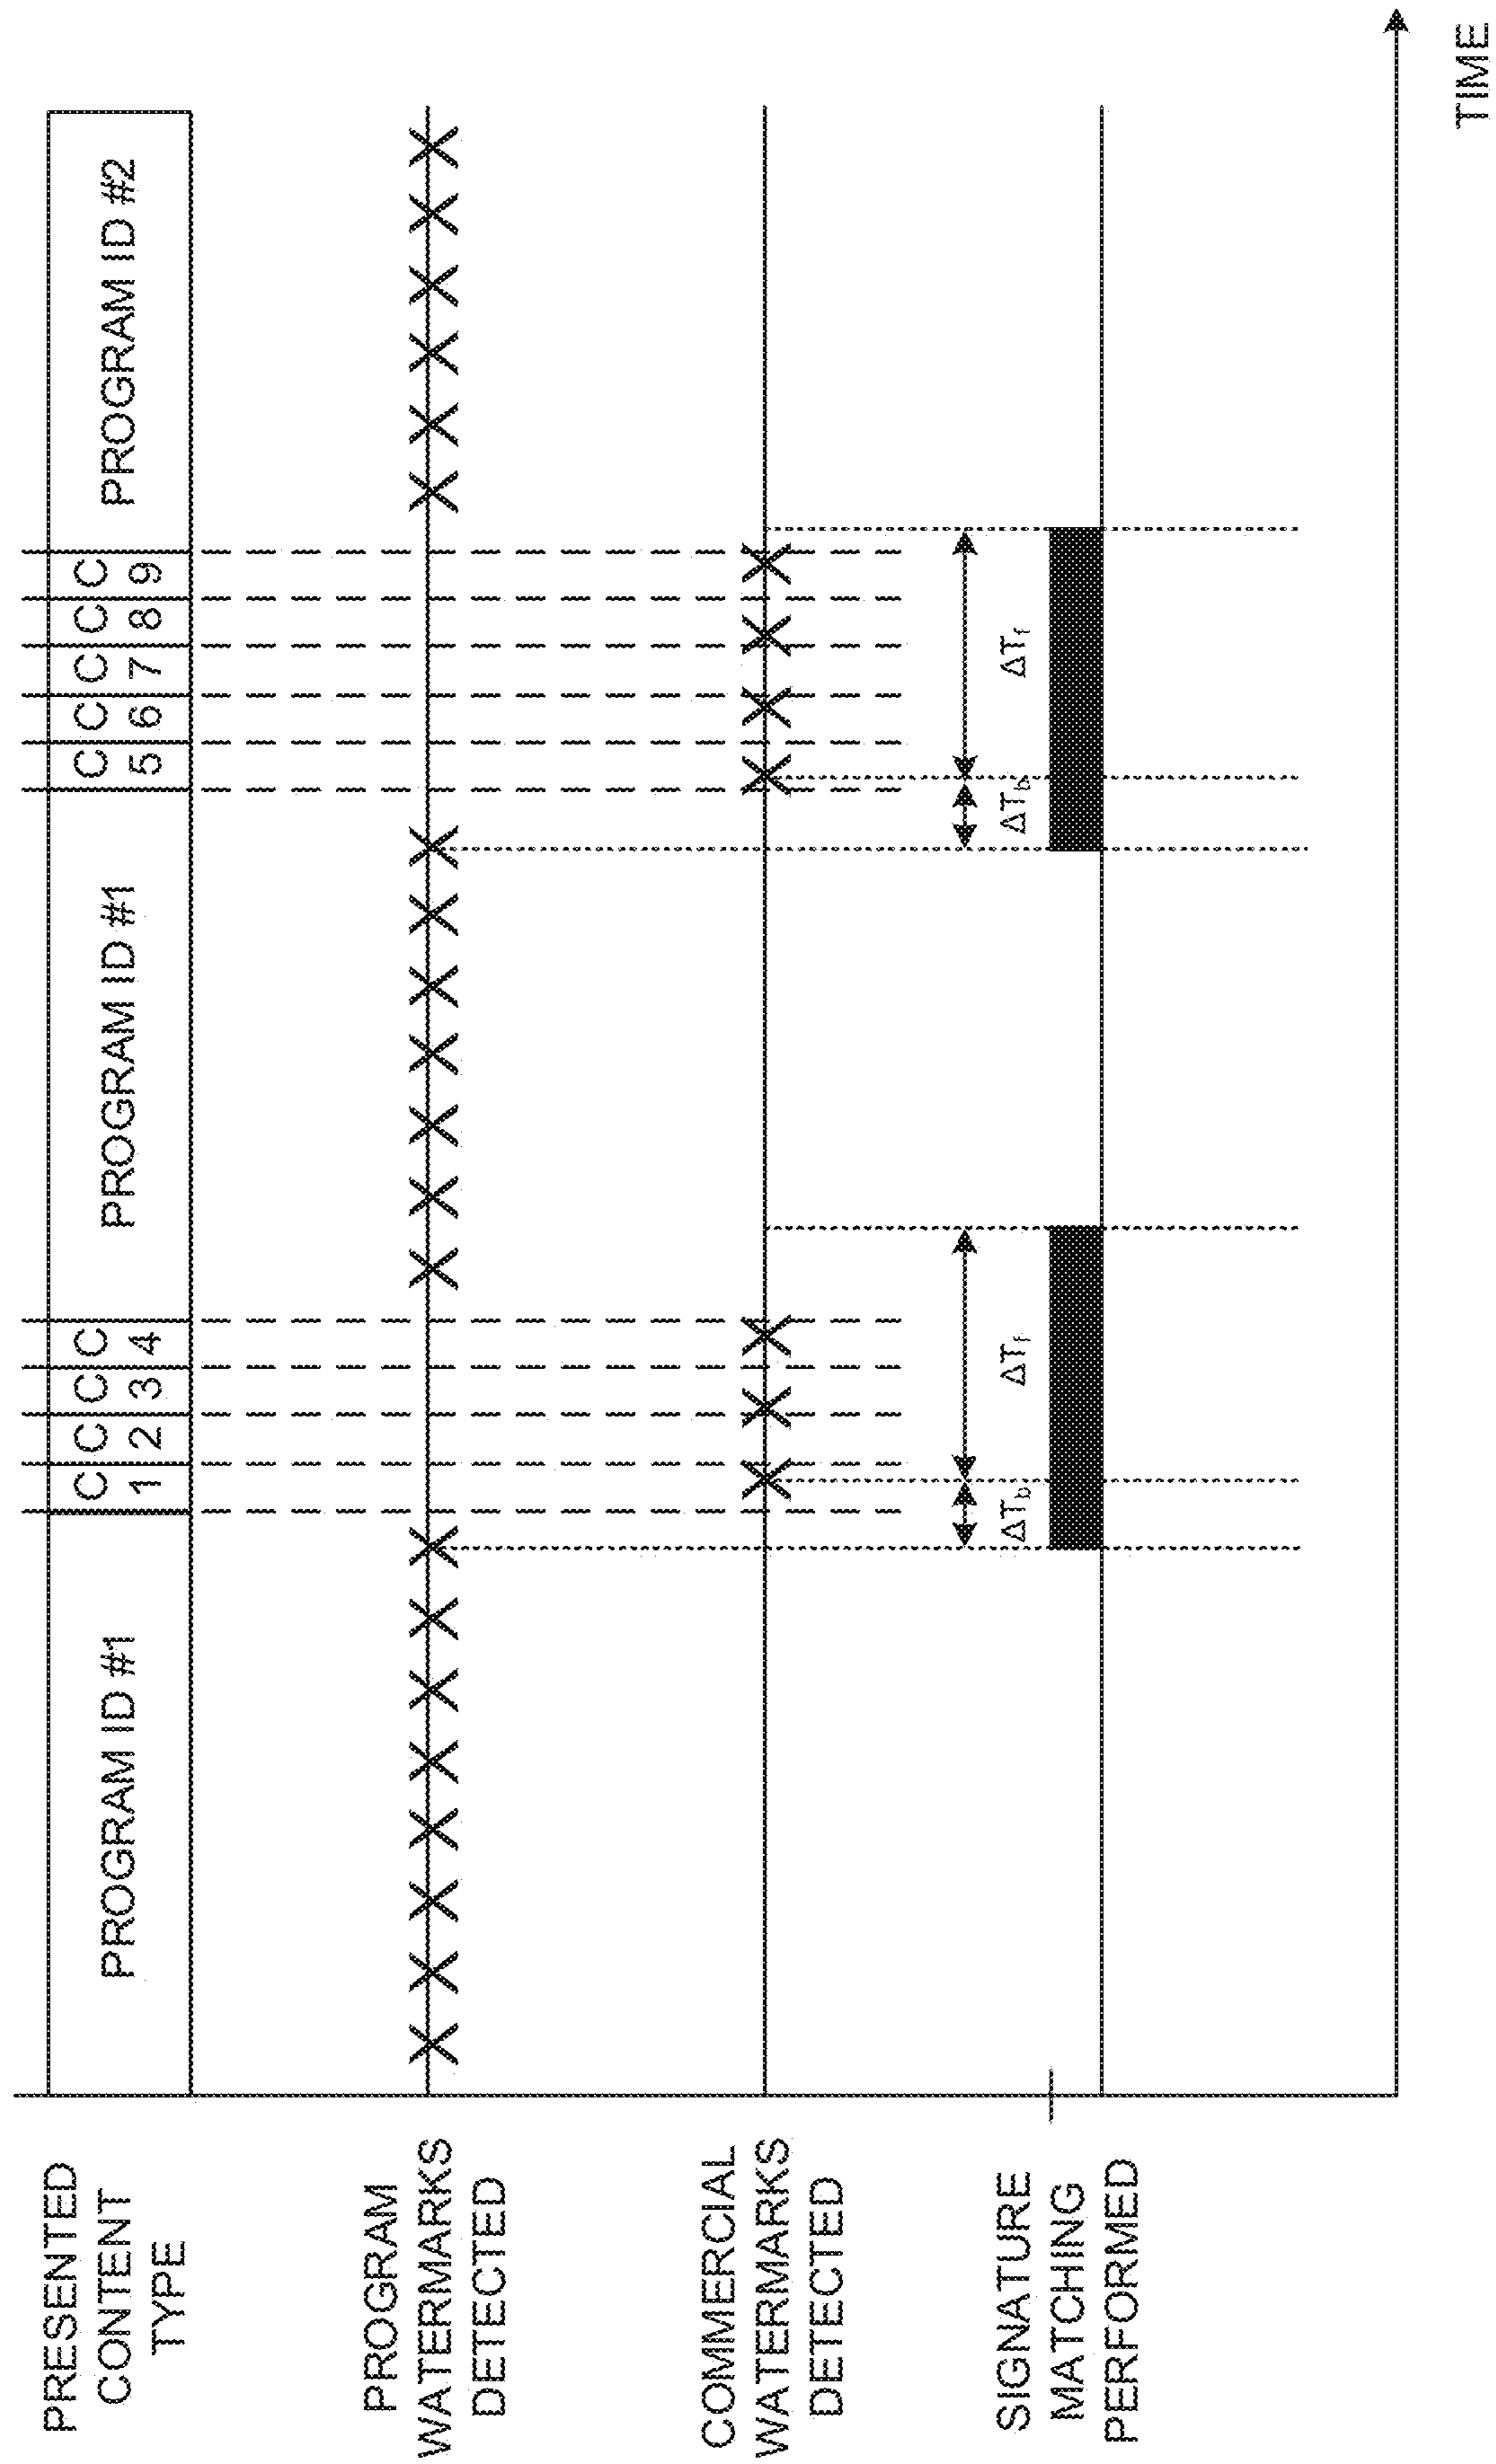 PRESENTED
CONTENT
TYPE
PROGRAM ID #1
C C C C
1 2 3 4
PROGRAM ID #1
C C C C C
5 6 7 8 9
PROGRAM ID #2
PROGRAM
WATERMARKS
DETECTED
COMMERCIAL
WATERMARKS
DETECTED
SIGNATURE
MATCHING
PERFORMED
ΔTb
ΔTf
ΔTb
ΔTf
TIME